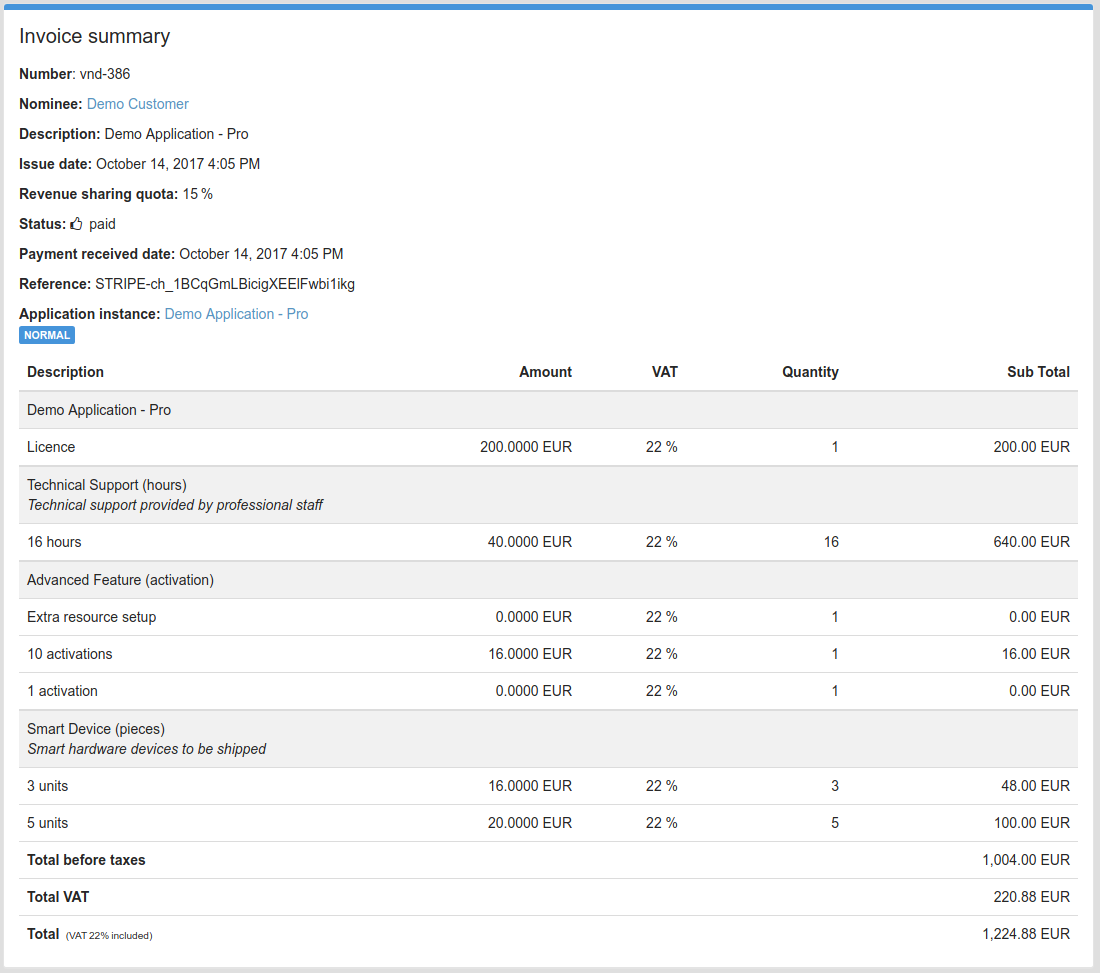 Invoice summary
Number: vnd-386
Nominee: Demo Customer
Description: Demo Application - Pro
Issue date: October 14, 2017 4:05 PM
Revenue sharing quota: 15 %
Status: paid
Payment received date: October 14, 2017 4:05 PM
Reference: STRIPE-ch_1BCqGmLBicigXEElFwbi1ikg
Application instance: Demo Application - Pro
NORMAL
Description Amount VAT Quantity Sub Total
Demo Application - Pro
Licence 200.0000 EUR 22 % 1 200.00 EUR
Technical Support (hours)
Technical support provided by professional staff
16 hours 40.0000 EUR 22 % 16 640.00 EUR
Advanced Feature (activation)
Extra resource setup 0.0000 EUR 22 % 1 0.00 EUR
10 activations 16.0000 EUR 22 % 1 16.00 EUR
1 activation 0.0000 EUR 22 % 1 0.00 EUR
Smart Device (pieces)
Smart hardware devices to be shipped
3 units 16.0000 EUR 22 % 3 48.00 EUR
5 units 20.0000 EUR 22 % 5 100.00 EUR
Total before taxes 1,004.00 EUR
Total VAT 220.88 EUR
Total (VAT 22% included) 1,224.88 EUR